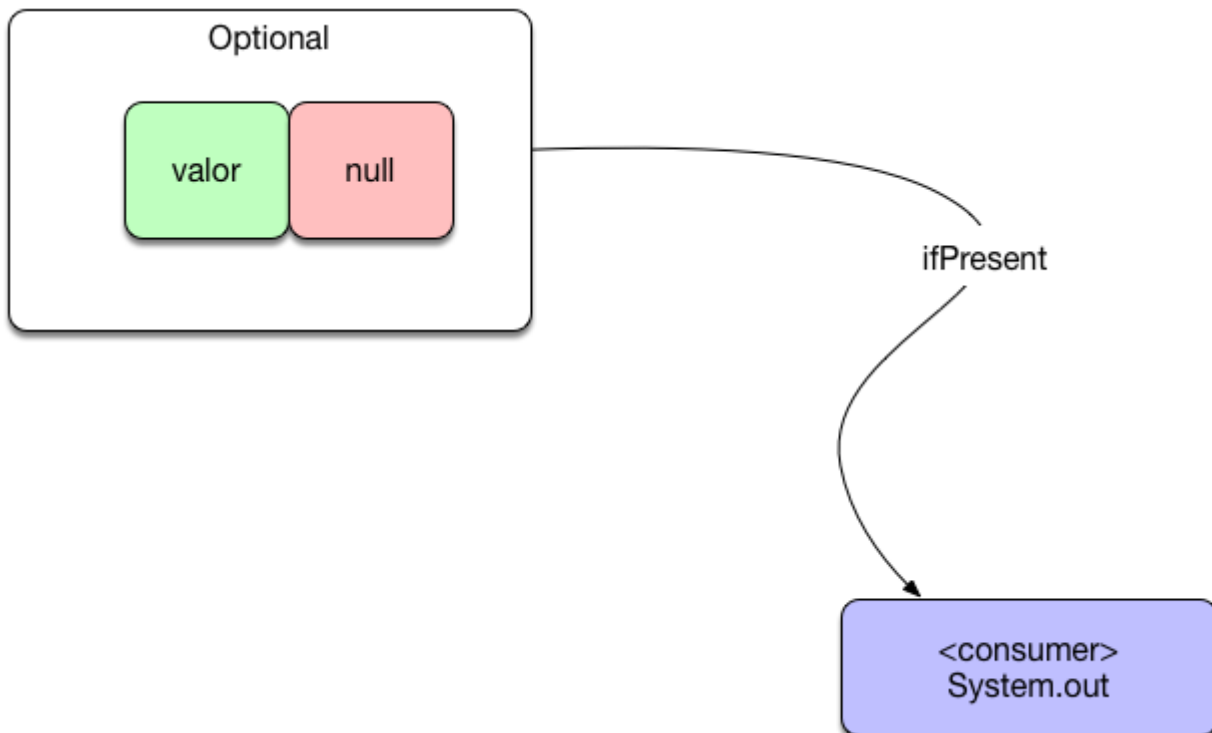 Optional
valor
null
ifPresent
<consumer>
System.out